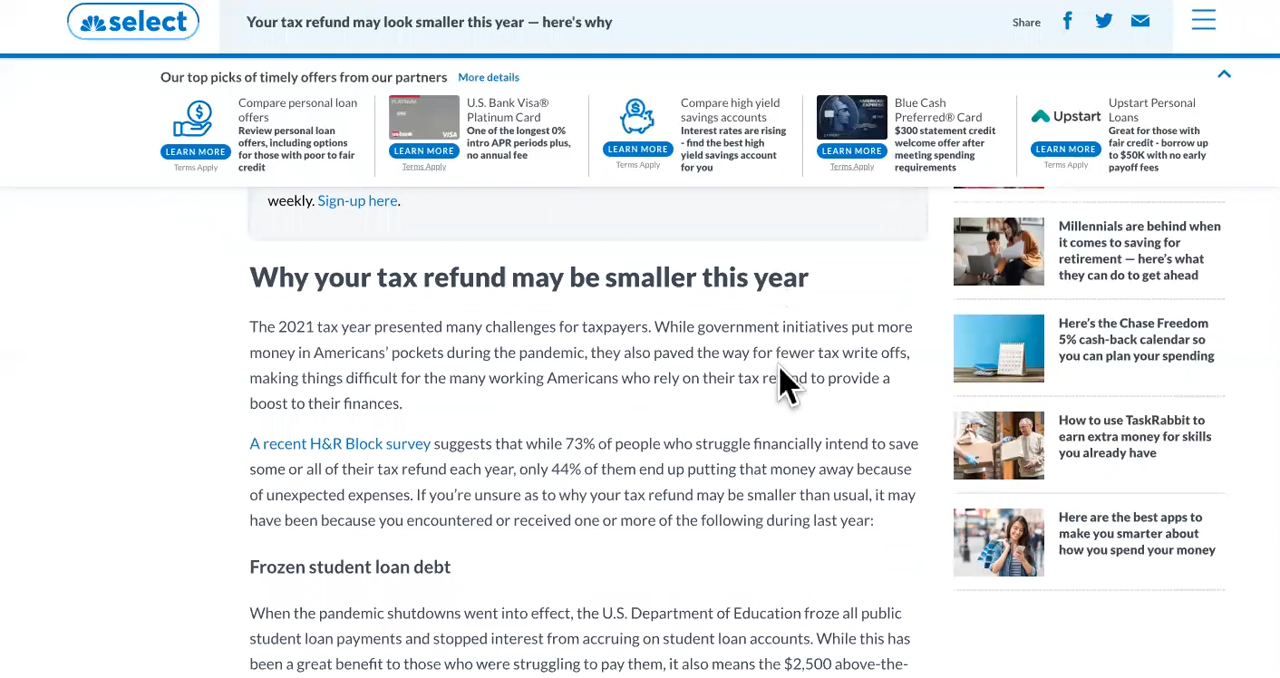 select
Your tax refund may look smaller this year — here's why
Share
Our top picks of timely offers from our partners More details
Compare personal loan
offers
Review personal loan
offers, including options
for those with poor to fair
credit
LEARN MORE
Terms Apply
PLATINUM
usbank
VISA
U.S. Bank Visa®
Platinum Card
One of the longest 0%
intro APR periods plus,
no annual fee
LEARN MORE
Terms Apply
Compare high yield
savings accounts
Interest rates are rising
- find the best high
yield savings account
for you
LEARN MORE
Terms Apply
Blue Cash
Preferred® Card
$300 statement credit
welcome offer after
meeting spending
requirements
LEARN MORE
Terms Apply
Upstart
Upstart Personal
Loans
Great for those with
fair credit - borrow up
to $50K with no early
payoff fees
LEARN MORE
Terms Apply
weekly. Sign-up here.
Why your tax refund may be smaller this year
The 2021 tax year presented many challenges for taxpayers. While government initiatives put more
money in Americans’ pockets during the pandemic, they also paved the way for fewer tax write offs,
making things difficult for the many working Americans who rely on their tax refund to provide a
boost to their finances.
A recent H&R Block survey suggests that while 73% of people who struggle financially intend to save
some or all of their tax refund each year, only 44% of them end up putting that money away because
of unexpected expenses. If you’re unsure as to why your tax refund may be smaller than usual, it may
have been because you encountered or received one or more of the following during last year:
Frozen student loan debt
When the pandemic shutdowns went into effect, the U.S. Department of Education froze all public
student loan payments and stopped interest from accruing on student loan accounts. While this has
been a great benefit to those who were struggling to pay them, it also means the $2,500 above-the-
Millennials are behind when
it comes to saving for
retirement — here’s what
they can do to get ahead
Here’s the Chase Freedom
5% cash-back calendar so
you can plan your spending
How to use TaskRabbit to
earn extra money for skills
you already have
Here are the best apps to
make you smarter about
how you spend your money